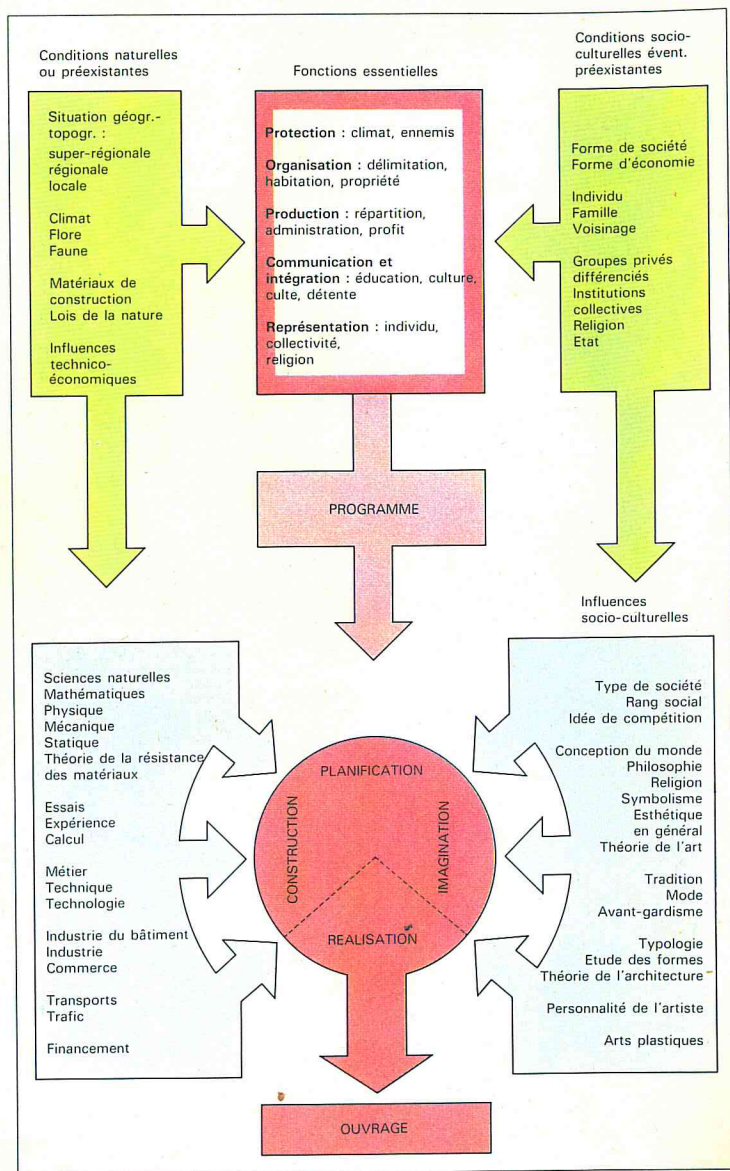 Conditions naturelles
ou préexistantes
Situation géogr.-
topogr. :
super-régionale
régionale
locale
Climat
Flore
Faune
Matériaux de
construction
Lois de la nature
Influences
technico-
économiques
Fonctions essentielles
Protection : climat, ennemis
Organisation : délimitation,
habitation, propriété
Production : répartition,
administration, profit
Communication et
intégration : éducation, culture,
culte, détente
Représentation : individu,
collectivité,
religion
Conditions socio-
culturelles évent.
préexistantes
Forme de société
Forme d'économie
Individu
Famille
Voisinage
Groupes privés
différenciés
Institutions
collectives
Religion
Etat
PROGRAMME
Sciences naturelles
Mathématiques
Physique
Mécanique
Statique
Théorie de la résistance
des matériaux
Essais
Expérience
Calcul
Métier
Technique
Technologie
Industrie du bâtiment
Industrie
Commerce
Transports
Trafic
Financement
PLANIFICATION
CONSTRUCTION
IMAGINATION
REALISATION
Influences
socio-culturelles
Type de société
Rang social
Idée de compétition
Conception du monde
Philosophie
Religion
Symbolisme
Esthétique
en général
Théorie de l'art
Tradition
Mode
Avant-gardisme
Typologie
Etude des formes
Théorie de l'architecture
Personnalité de l'artiste
Arts plastiques
OUVRAGE